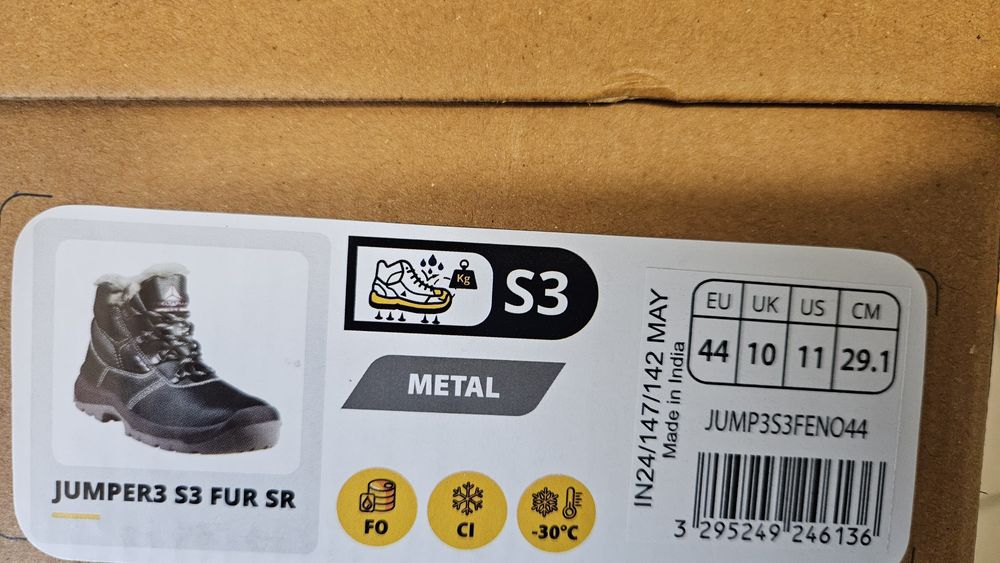 Kg
S3
METAL
JUMPER3 S3 FUR SR
FO
CI
-30°C
IN24/147/142 MAY
Made in India
EU UK US CM
44 10 11 29.1
JUMP3S3FENO44
3 295249 246136